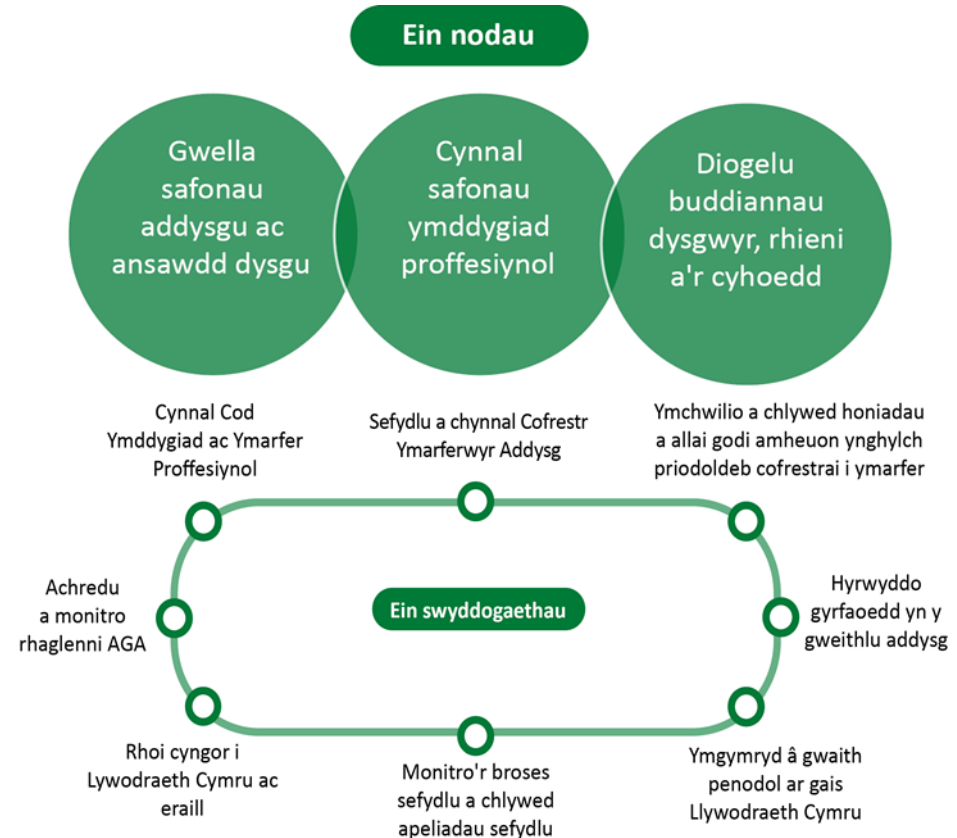 Ein nodau
Gwella
safonau
addysgu ac
ansawdd dysgu
Cynnal
safonau
ymddygiad
proffesiynol
Diogelu
buddiannau
dysgwyr, rhieni
a'r cyhoedd
Cynnal Cod
Ymddygiad ac Ymarfer
Proffesiynol
Sefydlu a chynnal Cofrestr
Ymarferwyr Addysg
Ymchwilio a chlywed honiadau
a allai godi amheuon ynghylch
priodoldeb cofrestrai i ymarfer
Achredu
a monitro
rhaglenni AGA
Ein swyddogaethau
Hyrwyddo
gyrfaoedd yn y
gweithlu addysg
Rhoi cyngor i
Lywodraeth Cymru ac
eraill
Monitro'r broses
sefydlu a chlywed
apeliadau sefydlu
Ymgymryd â gwaith
penodol ar gais
Llywodraeth Cymru